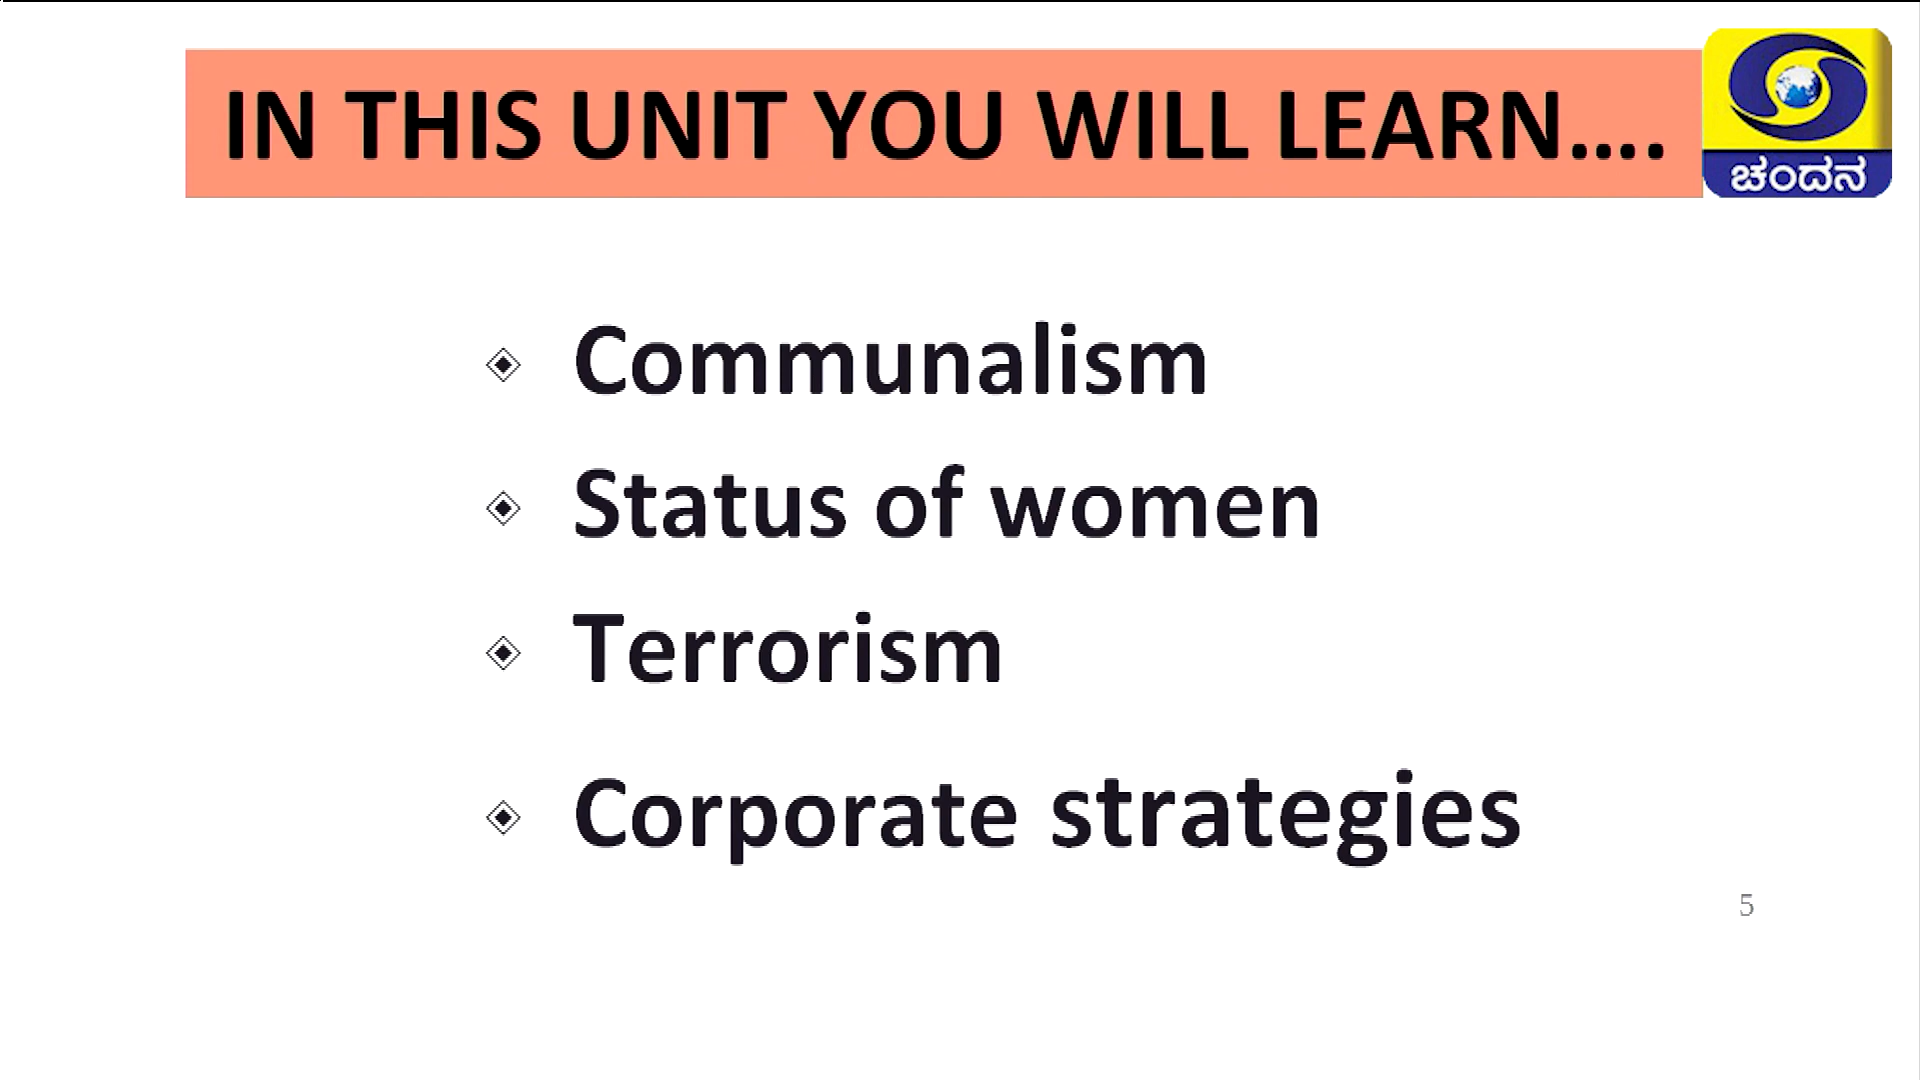 IN THIS UNIT YOU WILL LEARN....
ಚಂದನ
Communalism
Status of women
Terrorism
Corporate strategies
5